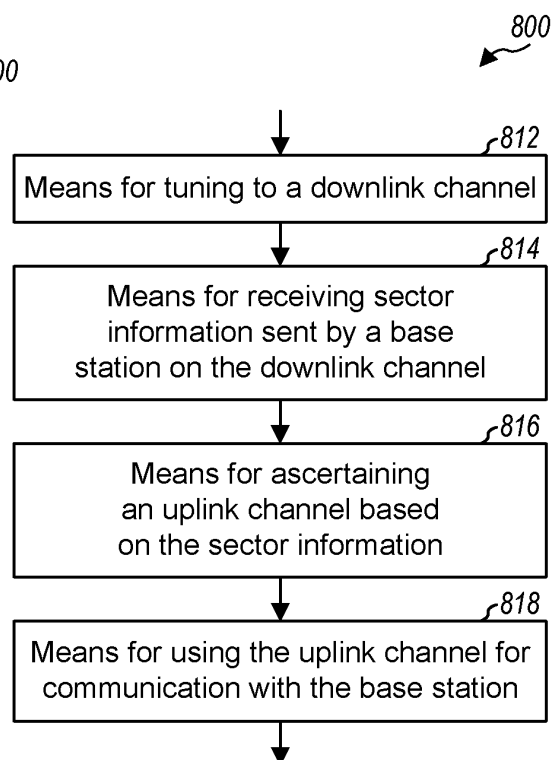 800
00
812
Means for tuning to a downlink channel
814
Means for receiving sector
information sent by a base
station on the downlink channel
816
Means for ascertaining
an uplink channel based
on the sector information
818
Means for using the uplink channel for
communication with the base station